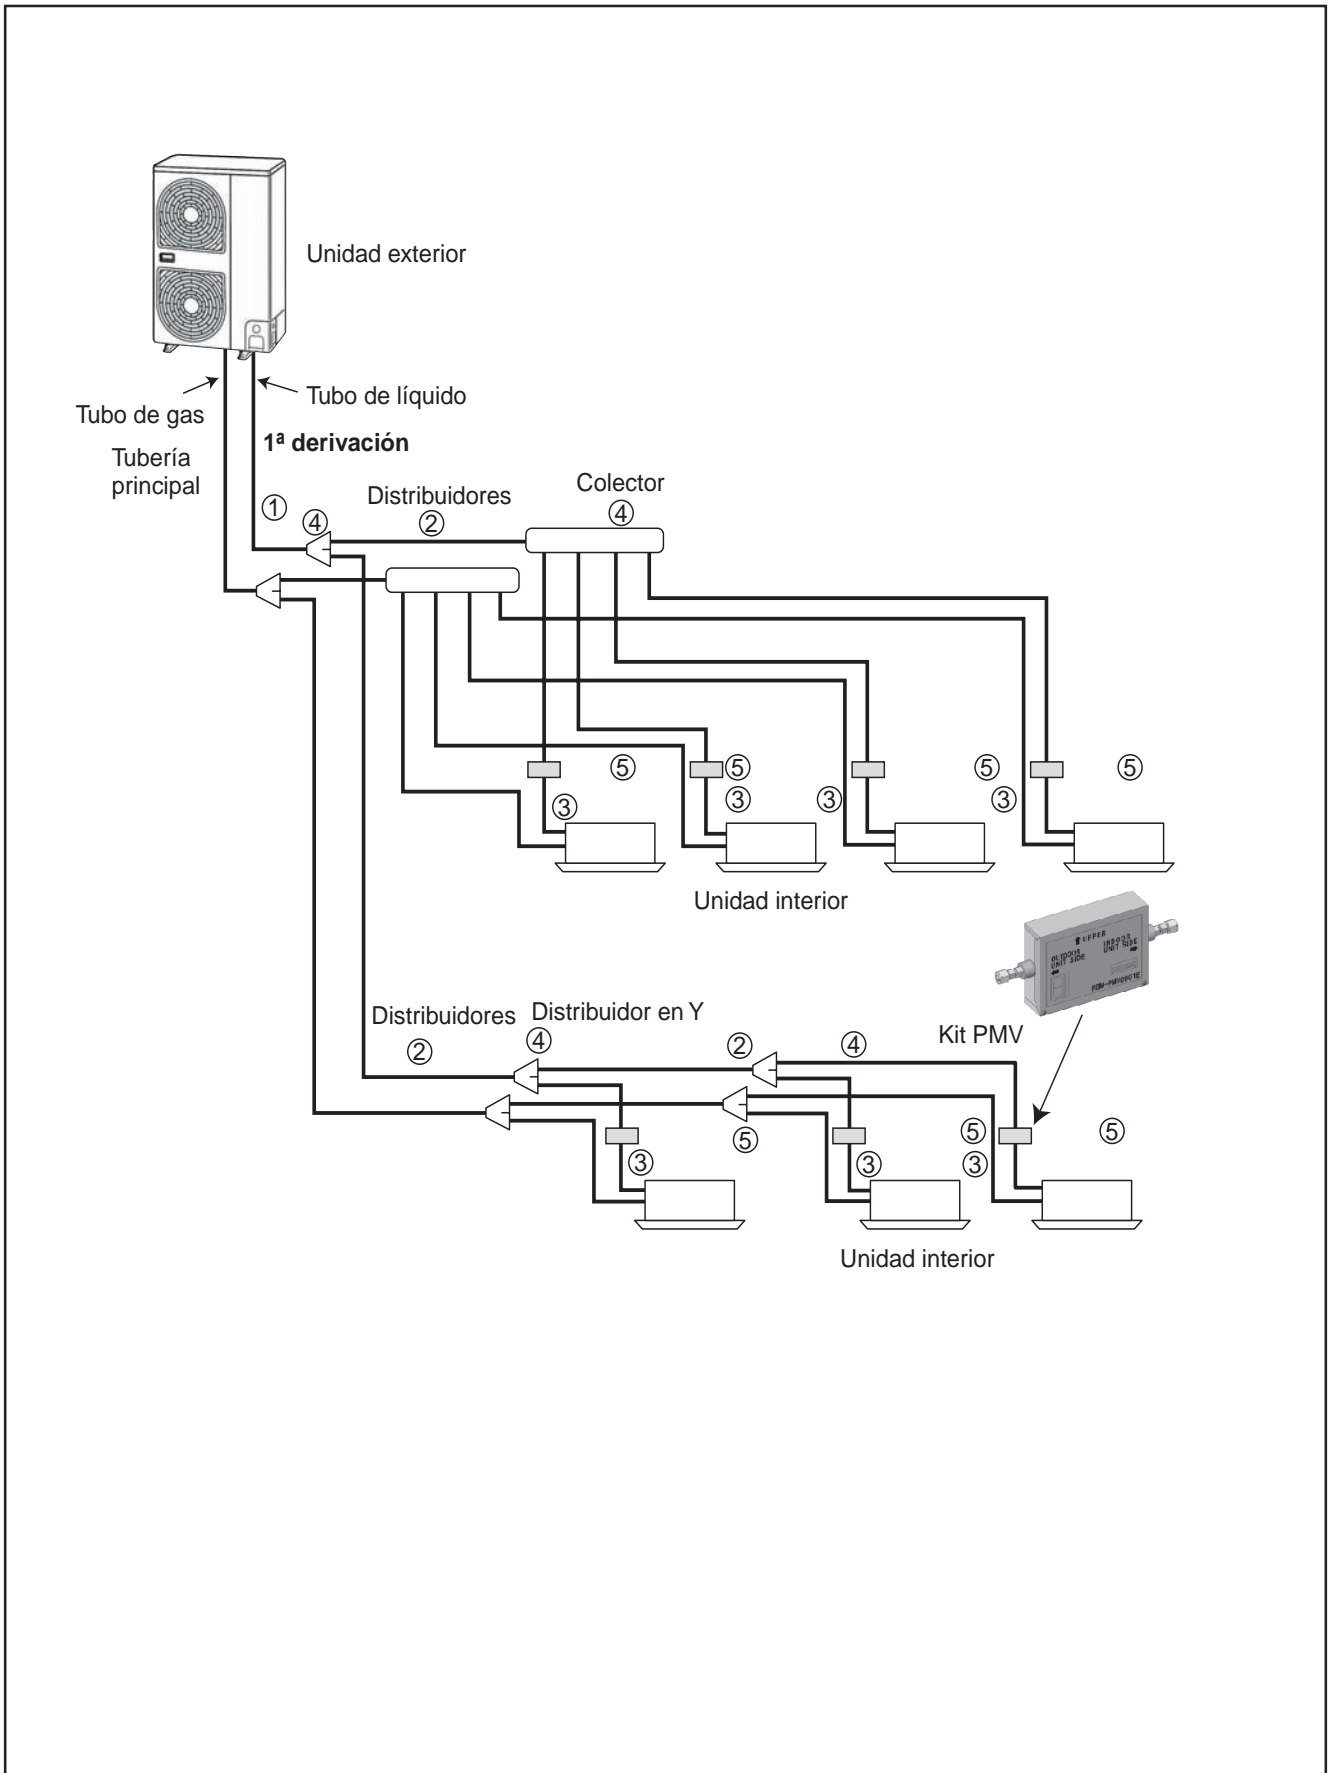 Unidad exterior
Tubo de líquido
Tubo de gas
1ª derivación
Tubería
principal
Colector
Distribuidores
① ④ ② ④
⑤ ⑤ ⑤ ⑤
③ ③ ③ ③
Unidad interior
UPPER
INDOOR
UNIT SIDE
OUTDOOR
UNIT SIDE
RBM-PMV0901E
Kit PMV
Distribuidores
Distribuidor en Y
② ④ ② ④
⑤ ⑤ ⑤
③ ③ ③
Unidad interior